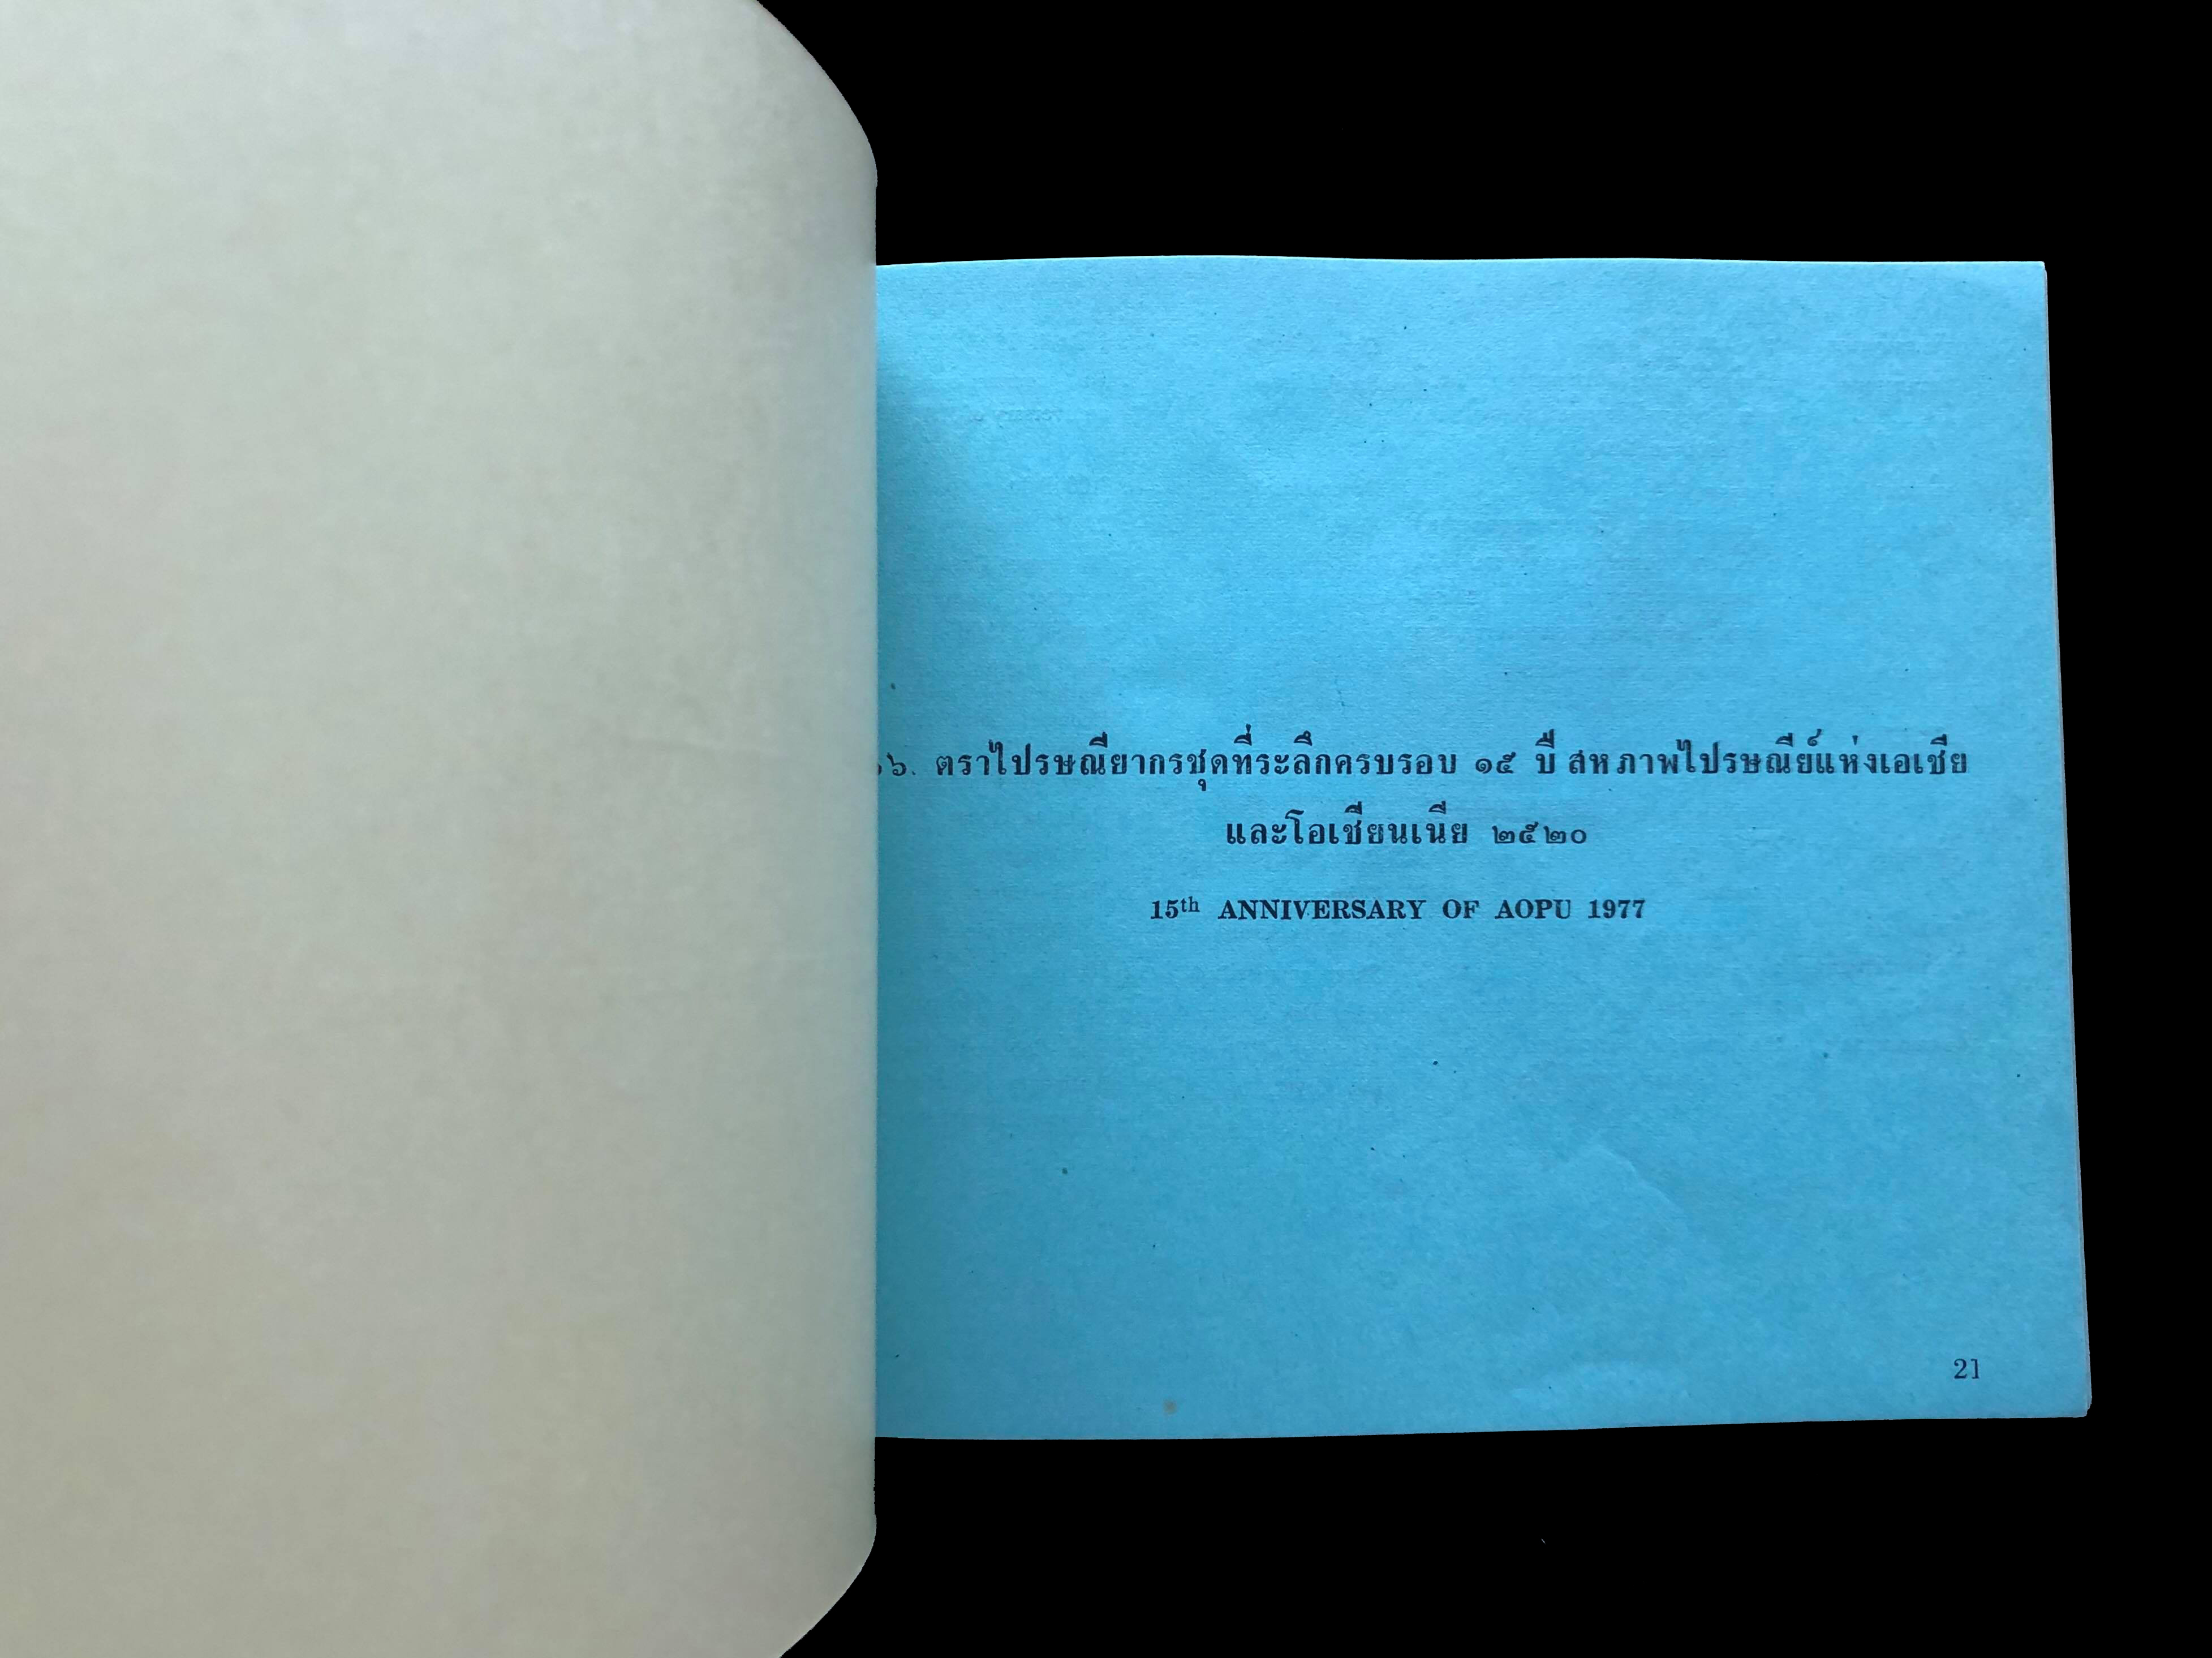 ๖. ตราไปรษณียากรชุดที่ระลึกครบรอบ ๑๕ ปี สหภาพไปรษณีย์แห่งเอเชีย
และโอเชียนเนีย ๒๕๒๐
15th ANNIVERSARY OF AOPU 1977
21